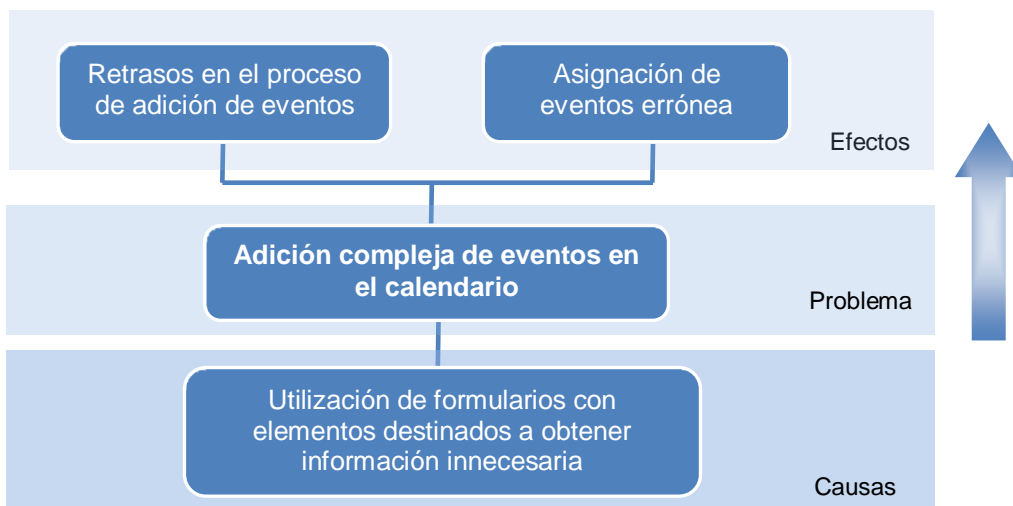 Retrasos en el proceso
de adición de eventos
Asignación de
eventos errónea
Efectos
Adición compleja de eventos en
el calendario
Problema
Utilización de formularios con
elementos destinados a obtener
información innecesaria
Causas